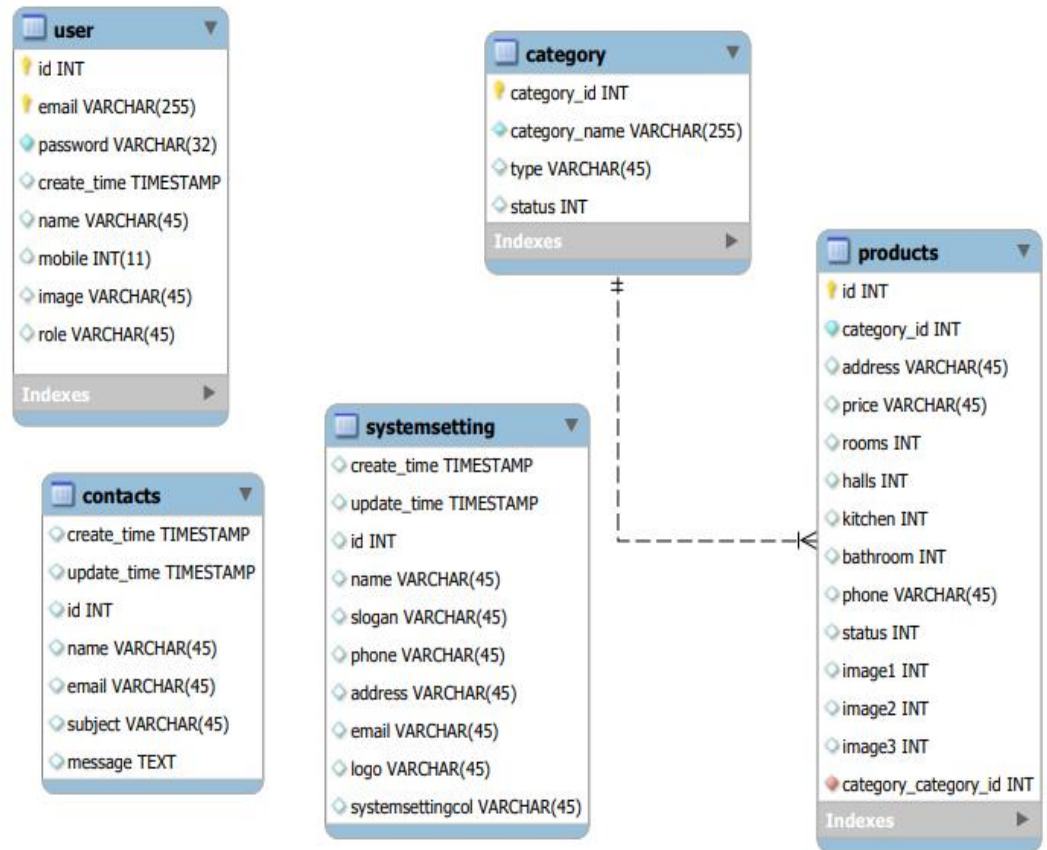 user
id INT
email VARCHAR(255)
password VARCHAR(32)
create_time TIMESTAMP
name VARCHAR(45)
mobile INT(11)
image VARCHAR(45)
role VARCHAR(45)
Indexes
category
category_id INT
category_name VARCHAR(255)
type VARCHAR(45)
status INT
Indexes
contacts
create_time TIMESTAMP
update_time TIMESTAMP
id INT
name VARCHAR(45)
email VARCHAR(45)
subject VARCHAR(45)
message TEXT
systemsetting
create_time TIMESTAMP
update_time TIMESTAMP
id INT
name VARCHAR(45)
slogan VARCHAR(45)
phone VARCHAR(45)
address VARCHAR(45)
email VARCHAR(45)
logo VARCHAR(45)
systemsettingcol VARCHAR(45)
products
id INT
category_id INT
address VARCHAR(45)
price VARCHAR(45)
rooms INT
halls INT
kitchen INT
bathroom INT
phone VARCHAR(45)
status INT
image1 INT
image2 INT
image3 INT
category_category_id INT
Indexes